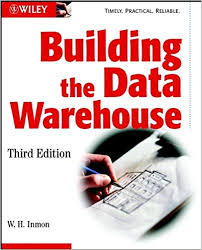 WILEY
TIMELY. PRACTICAL. RELIABLE.
Building
the Data
Warehouse
Third Edition
W. H. Inmon